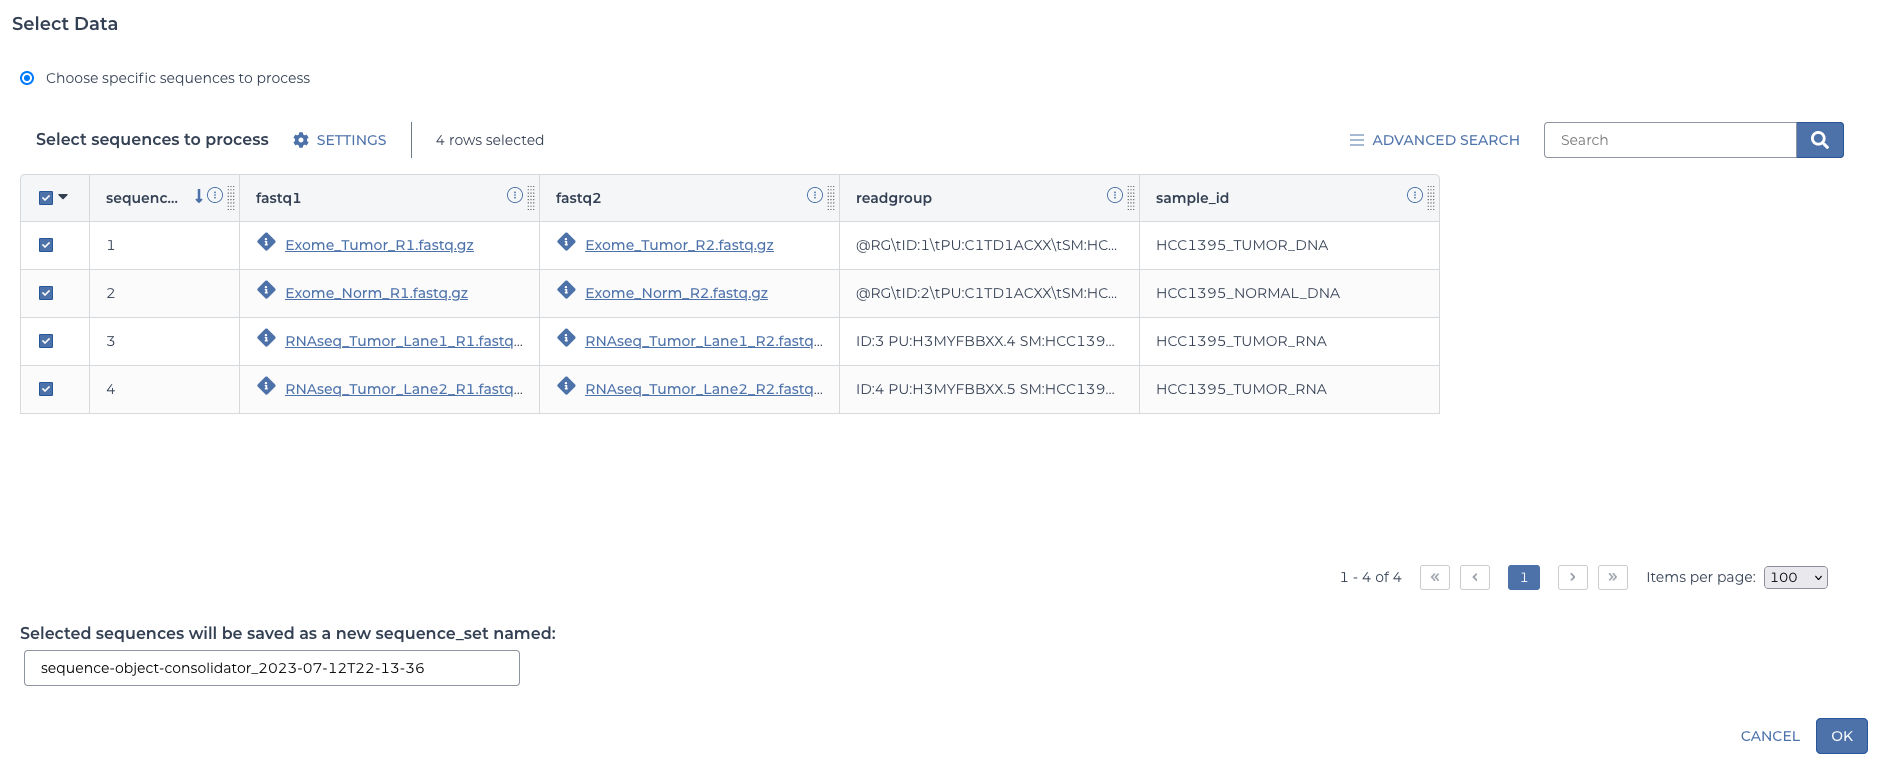 Select Data
Choose specific sequences to process
Select sequences to process SETTINGS 4 rows selected ADVANCED SEARCH Search
sequenc... fastq1 fastq2 readgroup sample_id
1 Exome_Tumor_R1.fastq.gz Exome_Tumor_R2.fastq.gz @RG\tID:1\tPU:C1TD1ACXX\tSM:HC... HCC1395_TUMOR_DNA
2 Exome_Norm_R1.fastq.gz Exome_Norm_R2.fastq.gz @RG\tID:2\tPU:C1TD1ACXX\tSM:HC... HCC1395_NORMAL_DNA
3 RNAseq_Tumor_Lane1_R1.fastq... RNAseq_Tumor_Lane1_R2.fastq... ID:3 PU:H3MYFBBXX.4 SM:HCC139... HCC1395_TUMOR_RNA
4 RNAseq_Tumor_Lane2_R1.fastq... RNAseq_Tumor_Lane2_R2.fastq... ID:4 PU:H3MYFBBXX.5 SM:HCC139... HCC1395_TUMOR_RNA
1 - 4 of 4 « ‹ 1 › » Items per page: 100
Selected sequences will be saved as a new sequence_set named:
sequence-object-consolidator_2023-07-12T22-13-36
CANCEL OK